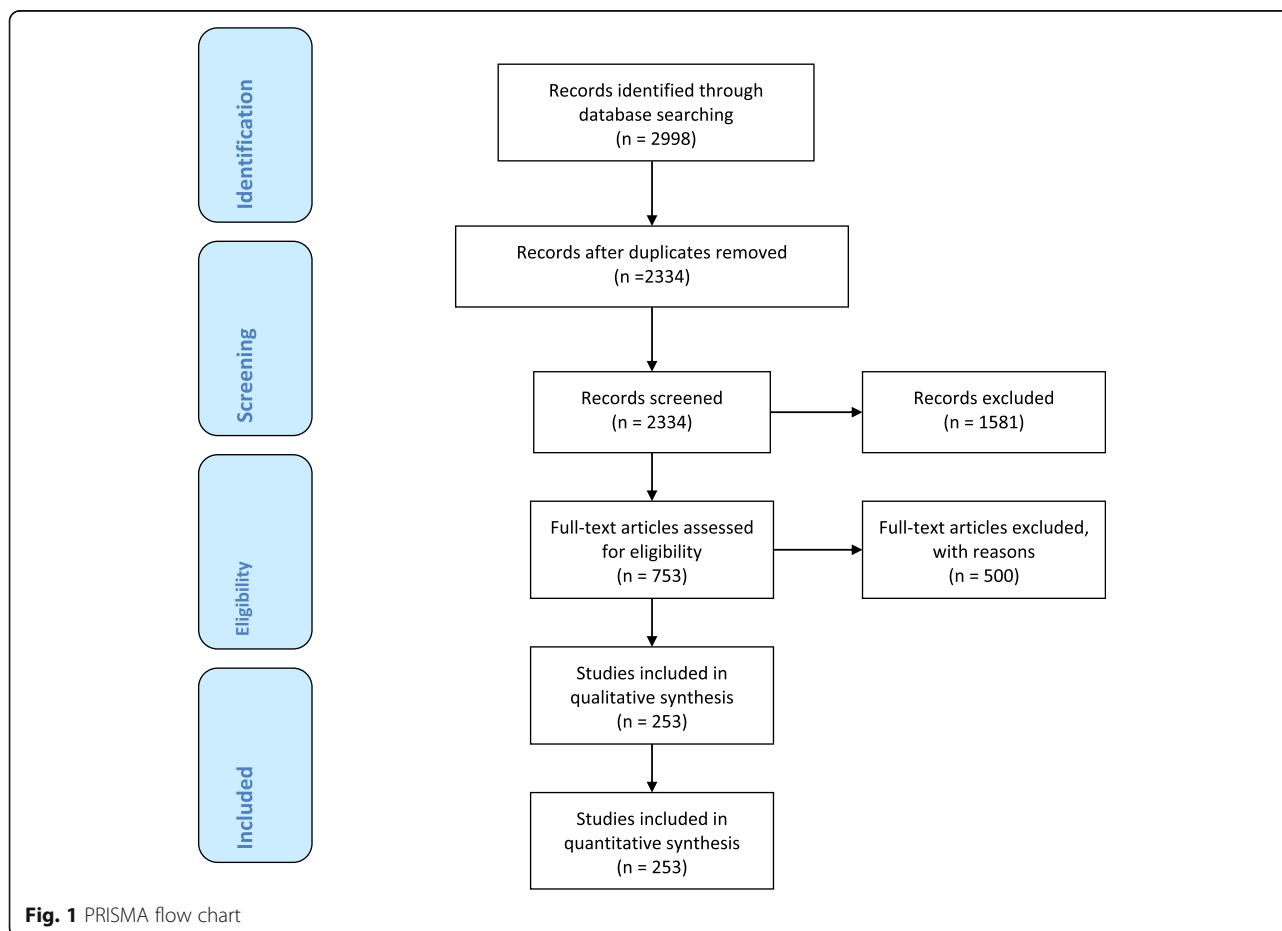 Identification
Records identified through
database searching
(n = 2998)
Records after duplicates removed
(n =2334)
Screening
Records screened
(n = 2334)
Records excluded
(n = 1581)
Eligibility
Full-text articles assessed
for eligibility
(n = 753)
Full-text articles excluded,
with reasons
(n = 500)
Included
Studies included in
qualitative synthesis
(n = 253)
Studies included in
quantitative synthesis
(n = 253)
Fig. 1 PRISMA flow chart